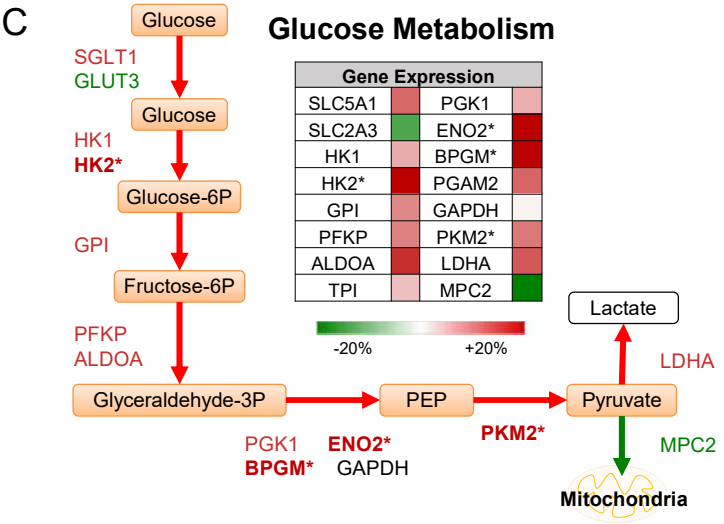 C
Glucose Metabolism
Glucose
SGLT1
GLUT3
Glucose
HK1
HK2*
Glucose-6P
GPI
Fructose-6P
PFKP
ALDOA
Glyceraldehyde-3P
PEP
Pyruvate
PGK1 ENO2*
BPGM* GAPDH
PKM2*
Lactate
LDHA
MPC2
Mitochondria
Gene Expression
SLC5A1 PGK1
SLC2A3 ENO2*
HK1 BPGM*
HK2* PGAM2
GPI GAPDH
PFKP PKM2*
ALDOA LDHA
TPI MPC2
-20% +20%